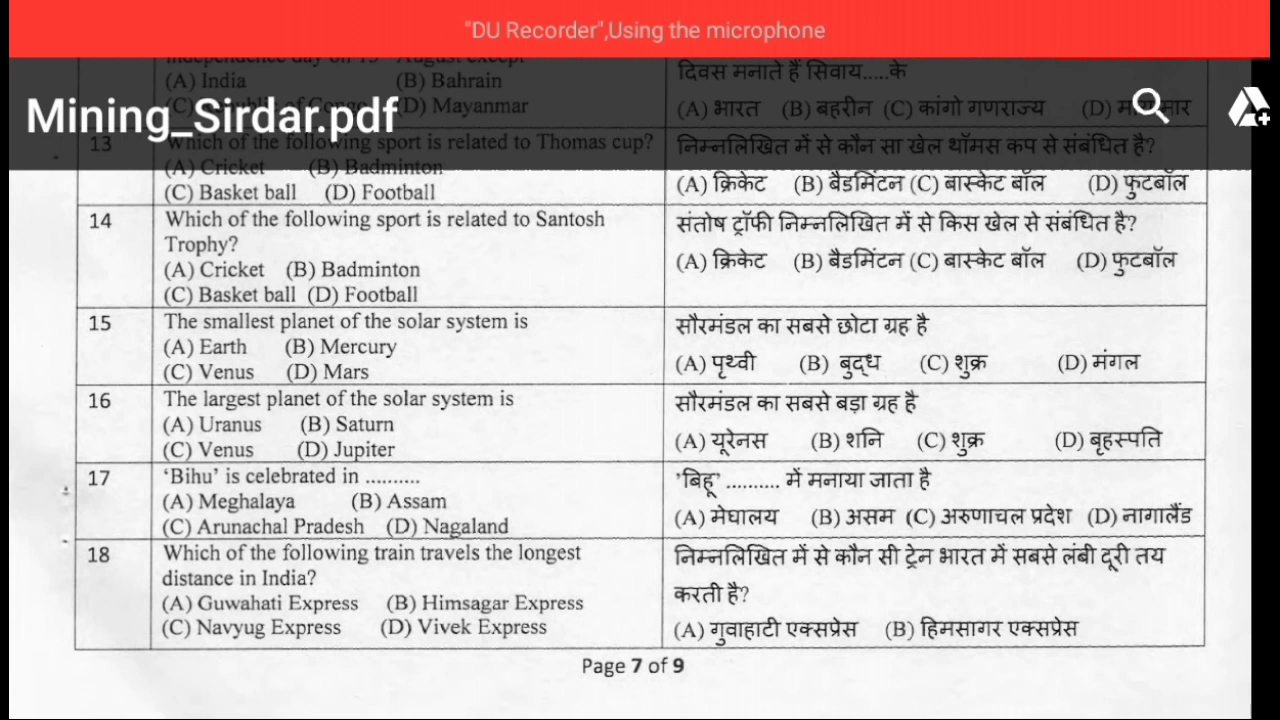 "DU Recorder",Using the microphone
दिवस मनाते हैं सिवाय.....के
(A) India (B) Bahrain
(D) Mayanmar
(A) भारत (B) बहरीन (C) कांगो गणराज्य (D)
Mining_Sirdar.pdf
13 Which of the following sport is related to Thomas cup?
(A) Cricket (B) Badminton
(C) Basket ball (D) Football
निम्नलिखित में से कौन सा खेल थॉमस कप से संबंधित है?
(A) क्रिकेट (B) बैडमिंटन (C) बास्केट बॉल (D) फुटबॉल
14 Which of the following sport is related to Santosh
Trophy?
(A) Cricket (B) Badminton
(C) Basket ball (D) Football
संतोष ट्रॉफी निम्नलिखित में से किस खेल से संबंधित है?
(A) क्रिकेट (B) बैडमिंटन (C) बास्केट बॉल (D) फुटबॉल
15 The smallest planet of the solar system is
(A) Earth (B) Mercury
(C) Venus (D) Mars
सौरमंडल का सबसे छोटा ग्रह है
(A) पृथ्वी (B) बुद्ध (C) शुक्र (D) मंगल
16 The largest planet of the solar system is
(A) Uranus (B) Saturn
(C) Venus (D) Jupiter
सौरमंडल का सबसे बड़ा ग्रह है
(A) यूरेनस (B) शनि (C) शुक्र (D) बृहस्पति
17 ‘Bihu’ is celebrated in ..........
(A) Meghalaya (B) Assam
(C) Arunachal Pradesh (D) Nagaland
'बिहू' .......... में मनाया जाता है
(A) मेघालय (B) असम (C) अरुणाचल प्रदेश (D) नागालैंड
18 Which of the following train travels the longest
distance in India?
(A) Guwahati Express (B) Himsagar Express
(C) Navyug Express (D) Vivek Express
निम्नलिखित में से कौन सी ट्रेन भारत में सबसे लंबी दूरी तय
करती है?
(A) गुवाहाटी एक्सप्रेस (B) हिमसागर एक्सप्रेस
Page 7 of 9